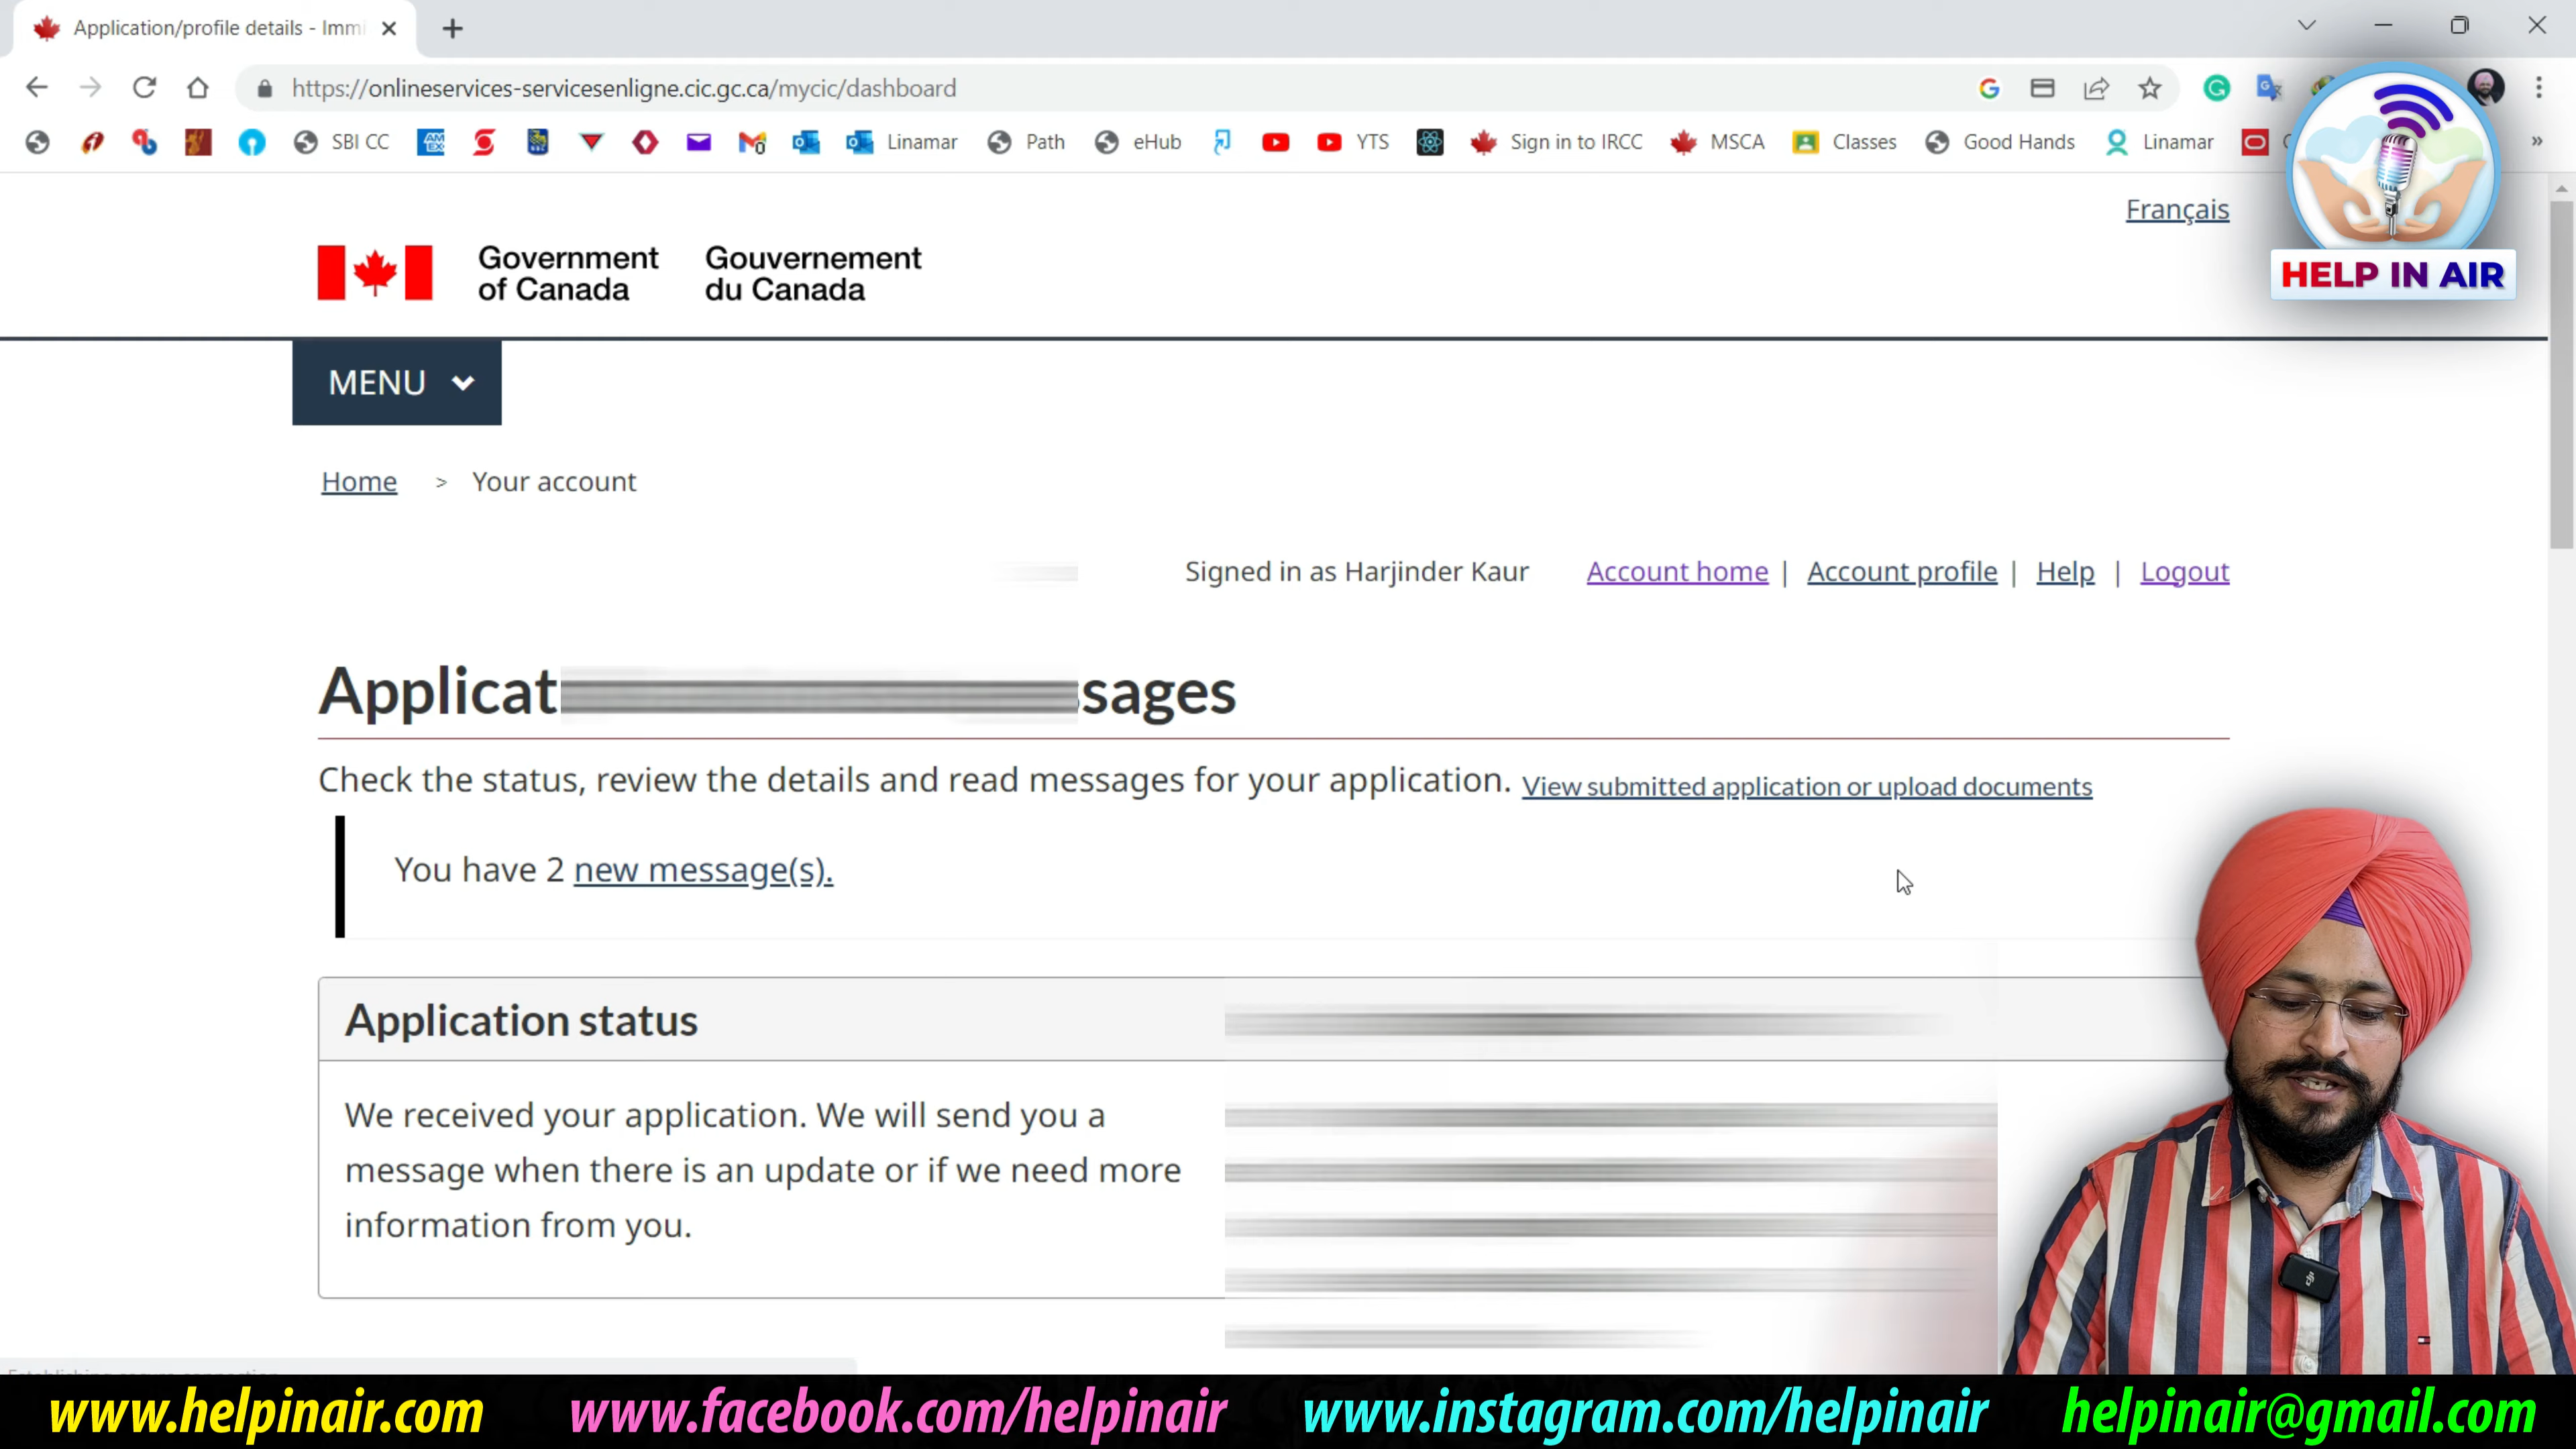 Application/profile details - Immi
https://onlineservices-servicesenligne.cic.gc.ca/mycic/dashboard
SBI CC
AM EX
Linamar
Path
eHub
YTS
Sign in to IRCC
MSCA
Classes
Good Hands
Linamar
Français
HELP IN AIR
Government of Canada
Gouvernement du Canada
MENU
Home > Your account
Signed in as Harjinder Kaur Account home | Account profile | Help | Logout
Applicat sages
Check the status, review the details and read messages for your application. View submitted application or upload documents
You have 2 new message(s).
Application status
We received your application. We will send you a
message when there is an update or if we need more
information from you.
www.helpinair.com www.facebook.com/helpinair www.instagram.com/helpinair helpinair@gmail.com